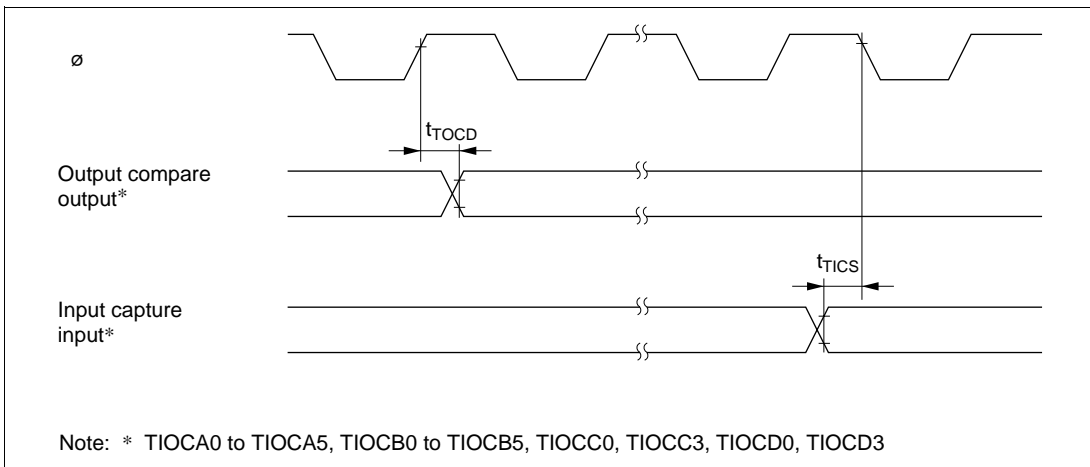 ø
tTOCD
Output compare
output*
tTICS
Input capture
input*
Note: * TIOCA0 to TIOCA5, TIOCB0 to TIOCB5, TIOCC0, TIOCC3, TIOCD0, TIOCD3